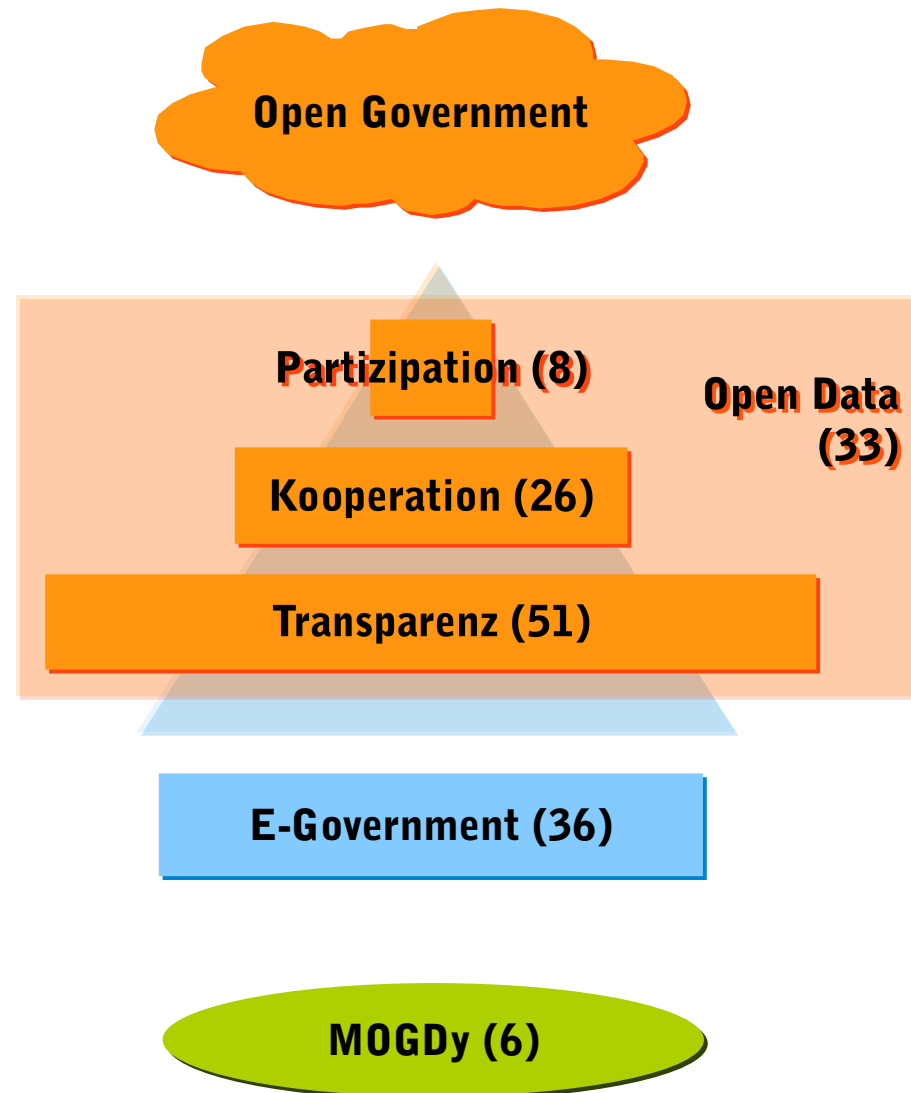 Open Government
Partizipation (8)
Open Data
(33)
Kooperation (26)
Transparenz (51)
E-Government (36)
MOGDy (6)